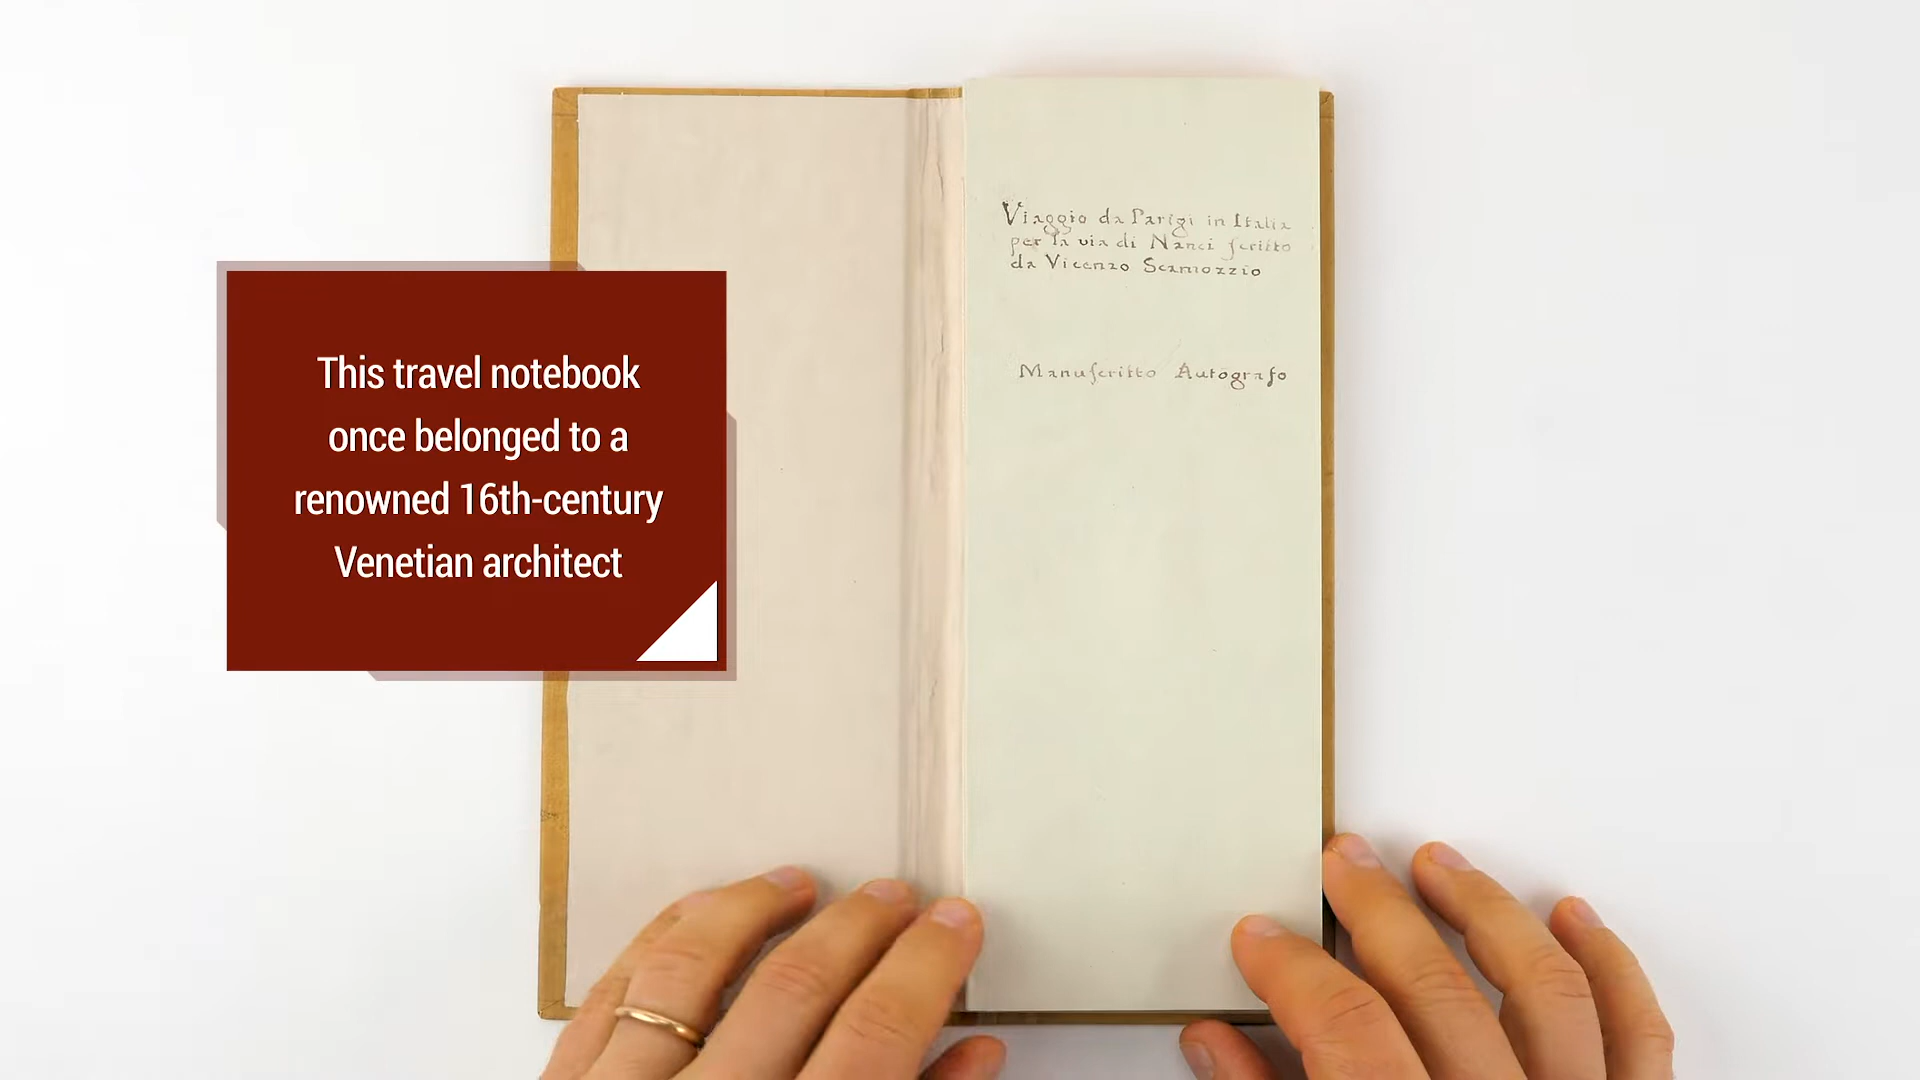 This travel notebook
once belonged to a
renowned 16th-century
Venetian architect
Viaggio da Parigi in Italia
per la via di Nanci ſcritto
da Vicenzo Scamozzio
Manuſcritto Autografo